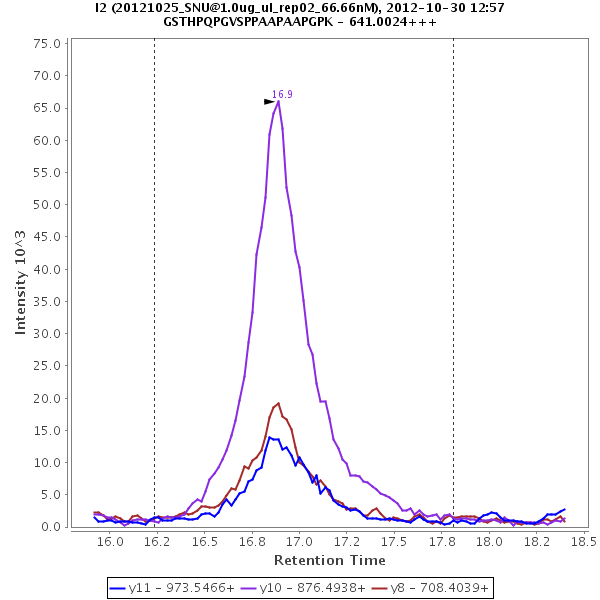 I2 (20121025_SNU@1.0ug_ul_rep02_66.66nM), 2012-10-30 12:57
GSTHPQPGVSPPAAPAAPGPK - 641.0024+++
75.0
70.0
65.0
60.0
55.0
50.0
45.0
40.0
35.0
30.0
25.0
20.0
15.0
10.0
5.0
0.0
Intensity 10^3
16.9
16.0 16.2 16.5 16.8 17.0 17.2 17.5 17.8 18.0 18.2 18.5
Retention Time
y11 - 973.5466+ y10 - 876.4938+ y8 - 708.4039+